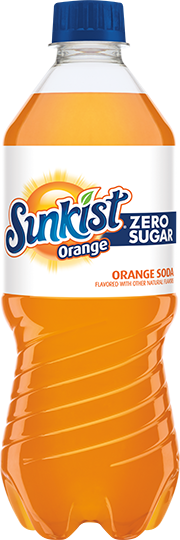 Sunkist
Orange
ZERO
SUGAR
ORANGE SODA
FLAVORED WITH OTHER NATURAL FLAVORS